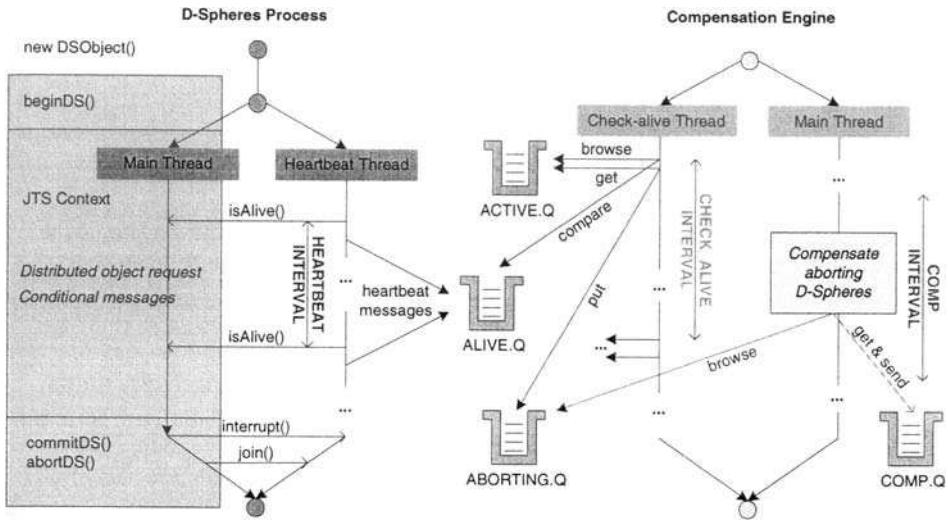 D-Spheres Process
Compensation Engine
new DSObject()
beginDS()
Main Thread
Heartbeat Thread
JTS Context
isAlive()
HEARTBEAT
INTERVAL
Distributed object request
Conditional messages
...
heartbeat
messages
isAlive()
...
commitDS()
abortDS()
interrupt()
join()
Check-alive Thread
Main Thread
browse
get
ACTIVE.Q
compare
put
CHECK ALIVE
INTERVAL
...
ALIVE.Q
...
...
...
Compensate
aborting
D-Spheres
COMP
INTERVAL
browse
get & send
...
...
ABORTING.Q
COMP.Q